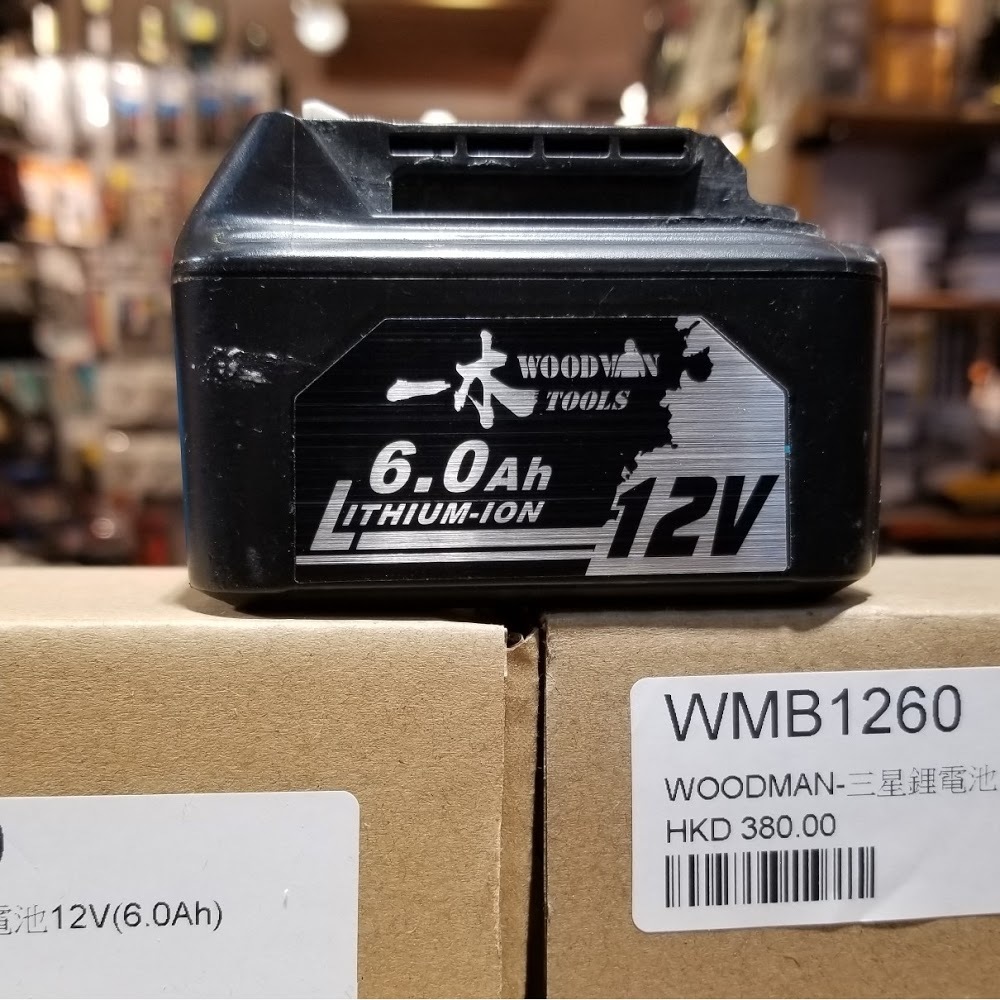 一木 WOODMAN
TOOLS
6.0Ah
LITHIUM-ION
12V
WMB1260
WOODMAN-三星鋰電池
HKD 380.00
電池12V(6.0Ah)